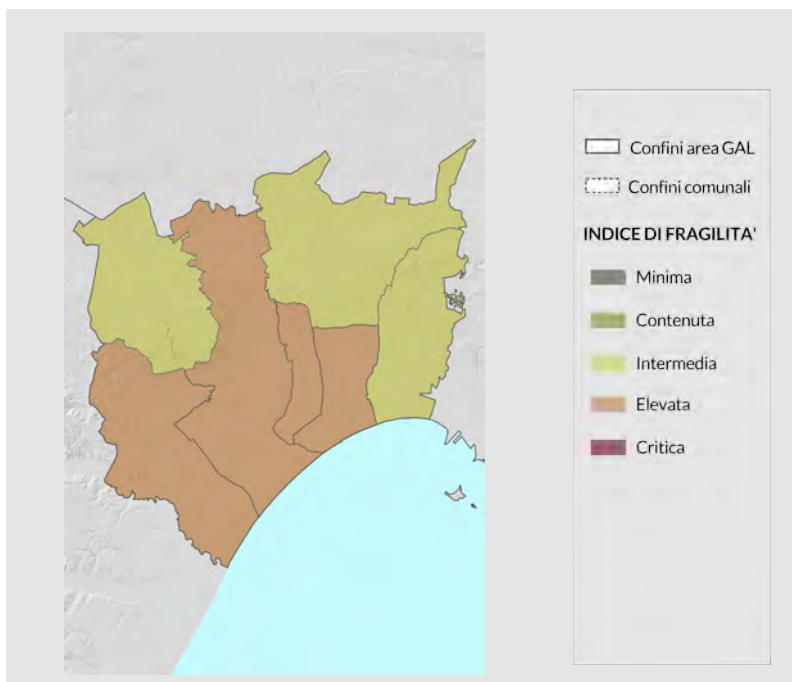 Confini area GAL
Confini comunali
INDICE DI FRAGILITA'
Minima
Contenuta
Intermedia
Elevata
Critica